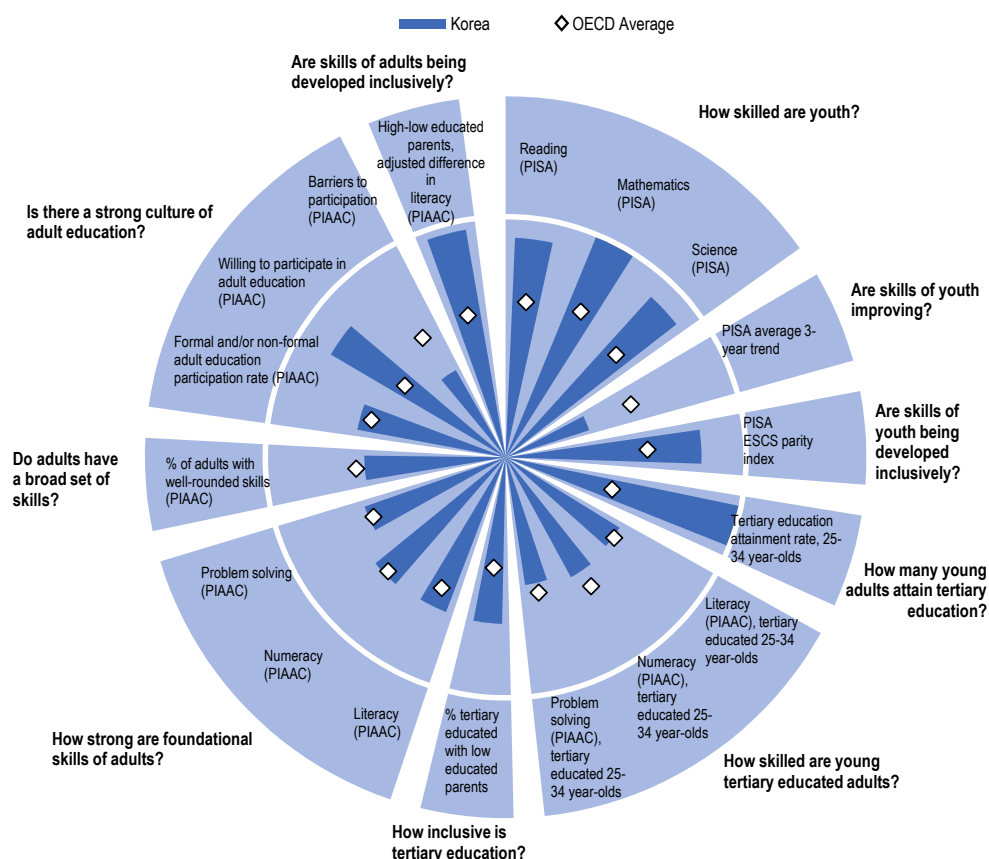 Korea
OECD Average
Are skills of adults being
developed inclusively?
How skilled are youth?
High-low educated
parents,
adjusted difference
in
literacy
(PIAAC)
Reading
(PISA)
Mathematics
(PISA)
Science
(PISA)
Barriers to
participation
(PIAAC)
Is there a strong culture of
adult education?
Willing to participate in
adult education
(PIAAC)
Formal and/or non-formal
adult education
participation rate (PIAAC)
Are skills of youth
improving?
PISA average 3-
year trend
Are skills of
youth being
developed
inclusively?
PISA
ESCS parity
index
Do adults have
a broad set of
skills?
% of adults with
well-rounded skills
(PIAAC)
Tertiary education
attainment rate, 25-
34 year-olds
How many young
adults attain tertiary
education?
Problem solving
(PIAAC)
Numeracy
(PIAAC)
Literacy
(PIAAC)
How strong are foundational
skills of adults?
Literacy
(PIAAC), tertiary
educated 25-34
year-olds
Numeracy
(PIAAC),
tertiary
educated 25-
34 year-olds
Problem
solving
(PIAAC),
tertiary
educated 25-
34 year-olds
How skilled are young
tertiary educated adults?
% tertiary
educated
with low
educated
parents
How inclusive is
tertiary education?